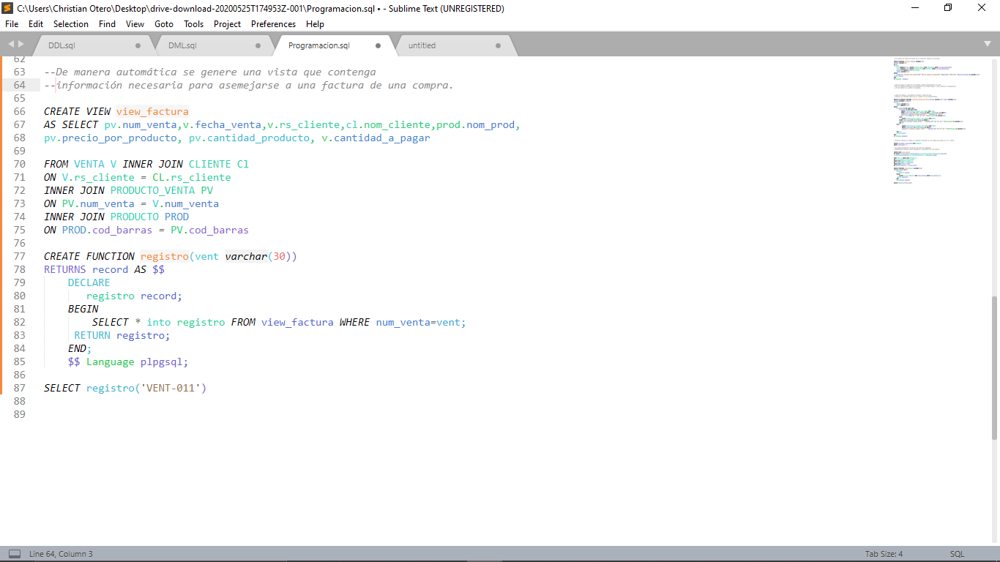 C:\Users\Christian Otero\Desktop\drive-download-20200525T174953Z-001\Programacion.sql • - Sublime Text (UNREGISTERED)
File Edit Selection Find View Goto Tools Project Preferences Help
DDL.sql DML.sql Programacion.sql untitled
62
63 --De manera automática se genere una vista que contenga
64 --información necesaria para asemejarse a una factura de una compra.
65
66 CREATE VIEW view_factura
67 AS SELECT pv.num_venta,v.fecha_venta,v.rs_cliente,cl.nom_cliente,prod.nom_prod,
68 pv.precio_por_producto, pv.cantidad_producto, v.cantidad_a_pagar
69
70 FROM VENTA V INNER JOIN CLIENTE Cl
71 ON V.rs_cliente = CL.rs_cliente
72 INNER JOIN PRODUCTO_VENTA PV
73 ON PV.num_venta = V.num_venta
74 INNER JOIN PRODUCTO PROD
75 ON PROD.cod_barras = PV.cod_barras
76
77 CREATE FUNCTION registro(vent varchar(30))
78 RETURNS record AS $$
79 DECLARE
80 registro record;
81 BEGIN
82 SELECT * into registro FROM view_factura WHERE num_venta=vent;
83 RETURN registro;
84 END;
85 $$ Language plpgsql;
86
87 SELECT registro('VENT-011')
88
89
Line 64, Column 3 Tab Size: 4 SQL